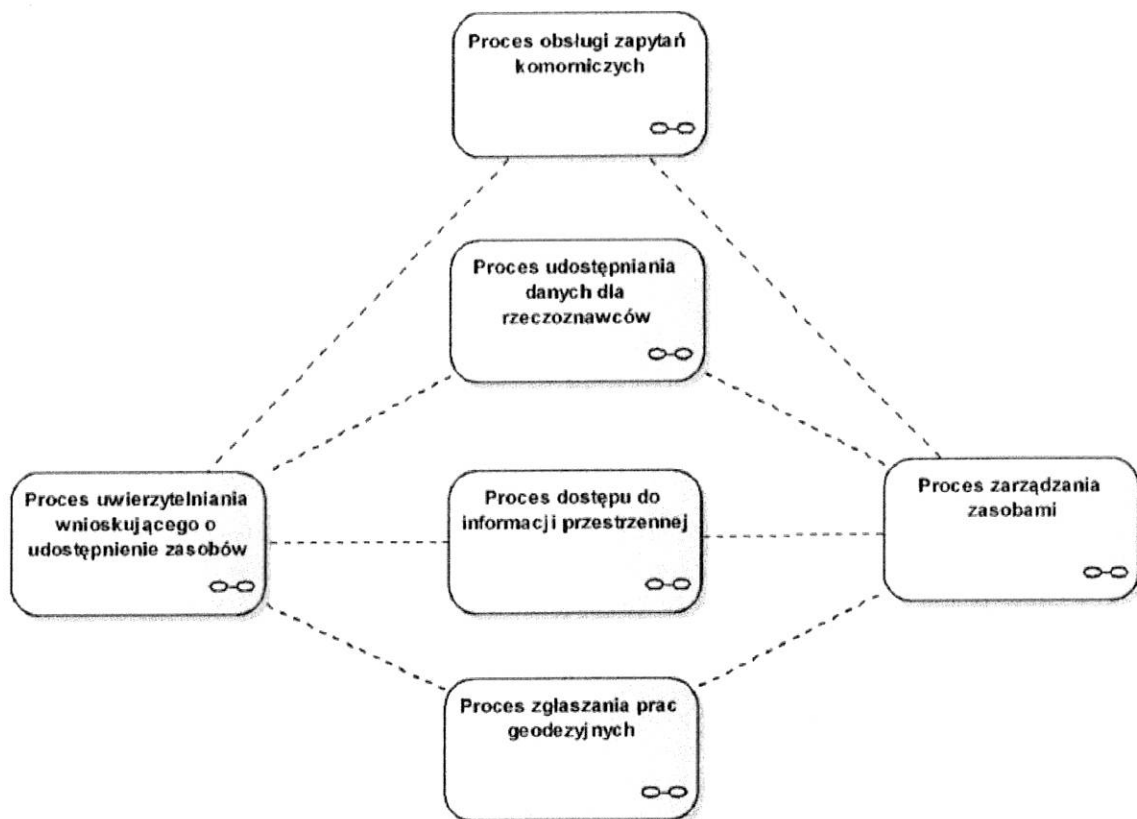 Proces obsługi zapytań
komorniczych
Proces udostępniania
danych dla
rzeczoznawców
Proces uwierzytelniania
wnioskującego o
udostępnienie zasobów
Proces dostępu do
informacji przestrzennej
Proces zarządzania
zasobami
Proces zgłaszania prac
geodezyjnych